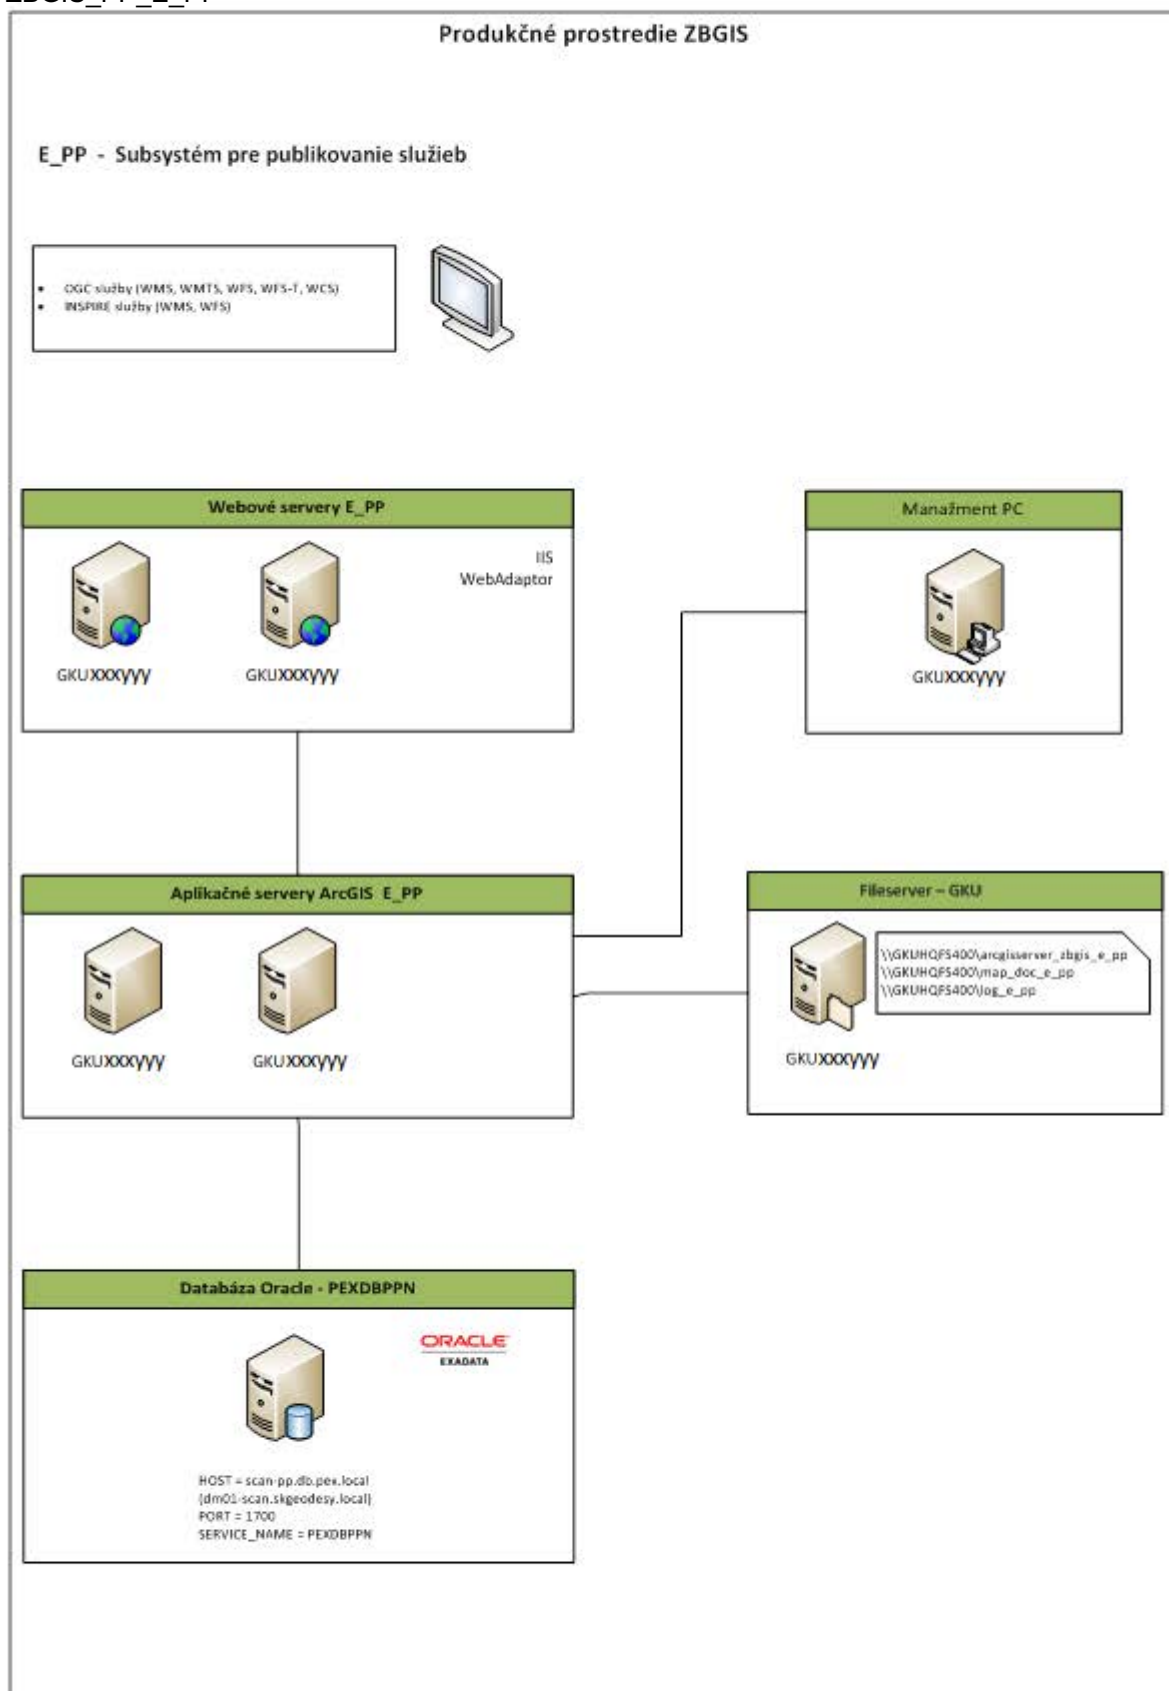 Produkčné prostredie ZBGIS
E_PP - Subsystém pre publikovanie služieb
• OGC služby (WMS, WMTS, WFS, WFS-T, WCS)
• INSPIRE služby (WMS, WFS)
Webové servery E_PP
IIS
WebAdaptor
GKUXXXyyy
GKUXXXyyy
Manažment PC
GKUXXXyyy
Aplikačné servery ArcGIS E_PP
GKUXXXyyy
GKUXXXyyy
Fileserver – GKU
\\GKUHQFS400\arcgisserver_zbgis_e_pp
\\GKUHQFS400\map_doc_e_pp
\\GKUHQFS400\log_e_pp
GKUXXXyyy
Databáza Oracle - PEXDBPPN
ORACLE
EXADATA
HOST = scan-pp.db.pex.local
(dm01-scan.skgeodesy.local)
PORT = 1700
SERVICE_NAME = PEXDBPPN